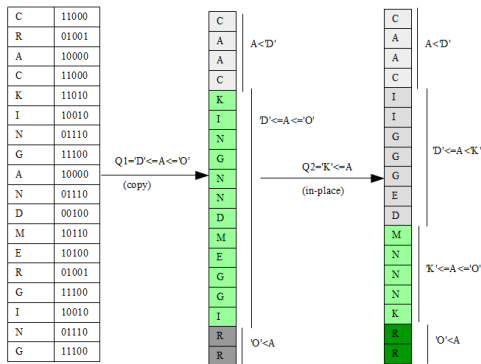 C 11000
R 01001
A 10000
C 11000
K 11010
I 10010
N 01110
G 11100
A 10000
N 01110
D 00100
M 10110
E 10100
R 01001
G 11100
I 10010
N 01110
G 11100
Q1='D'<=A<='O'
(copy)
C
A
A
C
K
I
N
G
N
N
D
M
E
G
G
I
R
R
A<'D'
'D'<=A<='O'
'O'<A
Q2='K'<=A
(in-place)
C
A
A
C
I
I
G
G
G
E
D
M
N
N
N
K
R
R
A<'D'
'D'<=A<'K'
'K'<=A<='O'
'O'<A